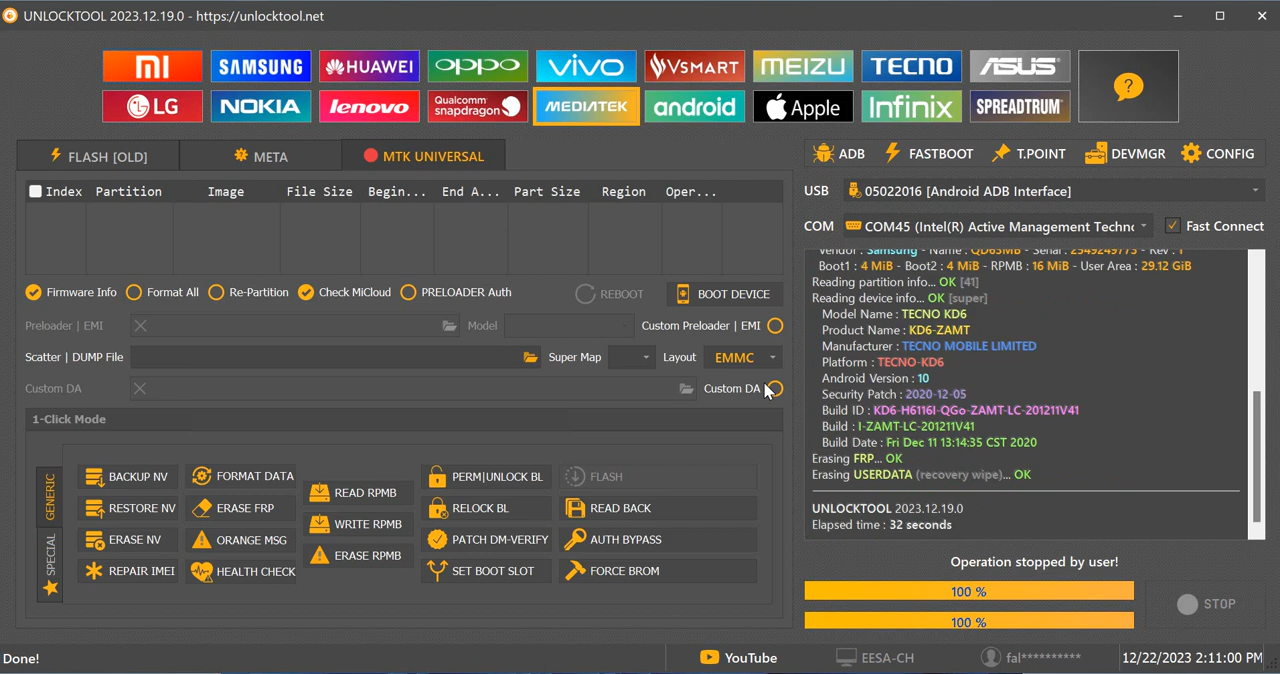 UNLOCKTOOL 2023.12.19.0 - https://unlocktool.net
mi SAMSUNG HUAWEI oppo vivo VSMART MEIZU TECNO ASUS
LG NOKIA lenovo Qualcomm snapdragon MEDIATEK android Apple Infinix SPREADTRUM ?
FLASH [OLD] META MTK UNIVERSAL
ADB FASTBOOT T.POINT DEVMGR CONFIG
Index Partition Image File Size Begin... End A... Part Size Region Oper...
USB 05022016 [Android ADB Interface]
COM COM45 (Intel(R) Active Management Techno Fast Connect
Firmware Info Format All Re-Partition Check MiCloud PRELOADER Auth REBOOT BOOT DEVICE
Preloader | EMI Model Custom Preloader | EMI
Scatter | DUMP File Super Map Layout EMMC
Custom DA Custom DA
1-Click Mode
GENERIC
SPECIAL
BACKUP NV FORMAT DATA READ RPMB PERM|UNLOCK BL FLASH
RESTORE NV ERASE FRP WRITE RPMB RELOCK BL READ BACK
ERASE NV ORANGE MSG ERASE RPMB PATCH DM-VERIFY AUTH BYPASS
REPAIR IMEI HEALTH CHECK SET BOOT SLOT FORCE BROM
Vendor : Samsung - Name : QD63MB - Serial : 2549249773 - Rev : 1
Boot1 : 4 MiB - Boot2 : 4 MiB - RPMB : 16 MiB - User Area : 29.12 GiB
Reading partition info... OK [41]
Reading device info... OK [super]
Model Name : TECNO KD6
Product Name : KD6-ZAMT
Manufacturer : TECNO MOBILE LIMITED
Platform : TECNO-KD6
Android Version : 10
Security Patch : 2020-12-05
Build ID : KD6-H6116I-QGo-ZAMT-LC-201211V41
Build : I-ZAMT-LC-201211V41
Build Date : Fri Dec 11 13:14:35 CST 2020
Erasing FRP... OK
Erasing USERDATA (recovery wipe)... OK
UNLOCKTOOL 2023.12.19.0
Elapsed time : 32 seconds
Operation stopped by user!
100 %
100 %
STOP
Done! YouTube EESA-CH fal********** 12/22/2023 2:11:00 PM